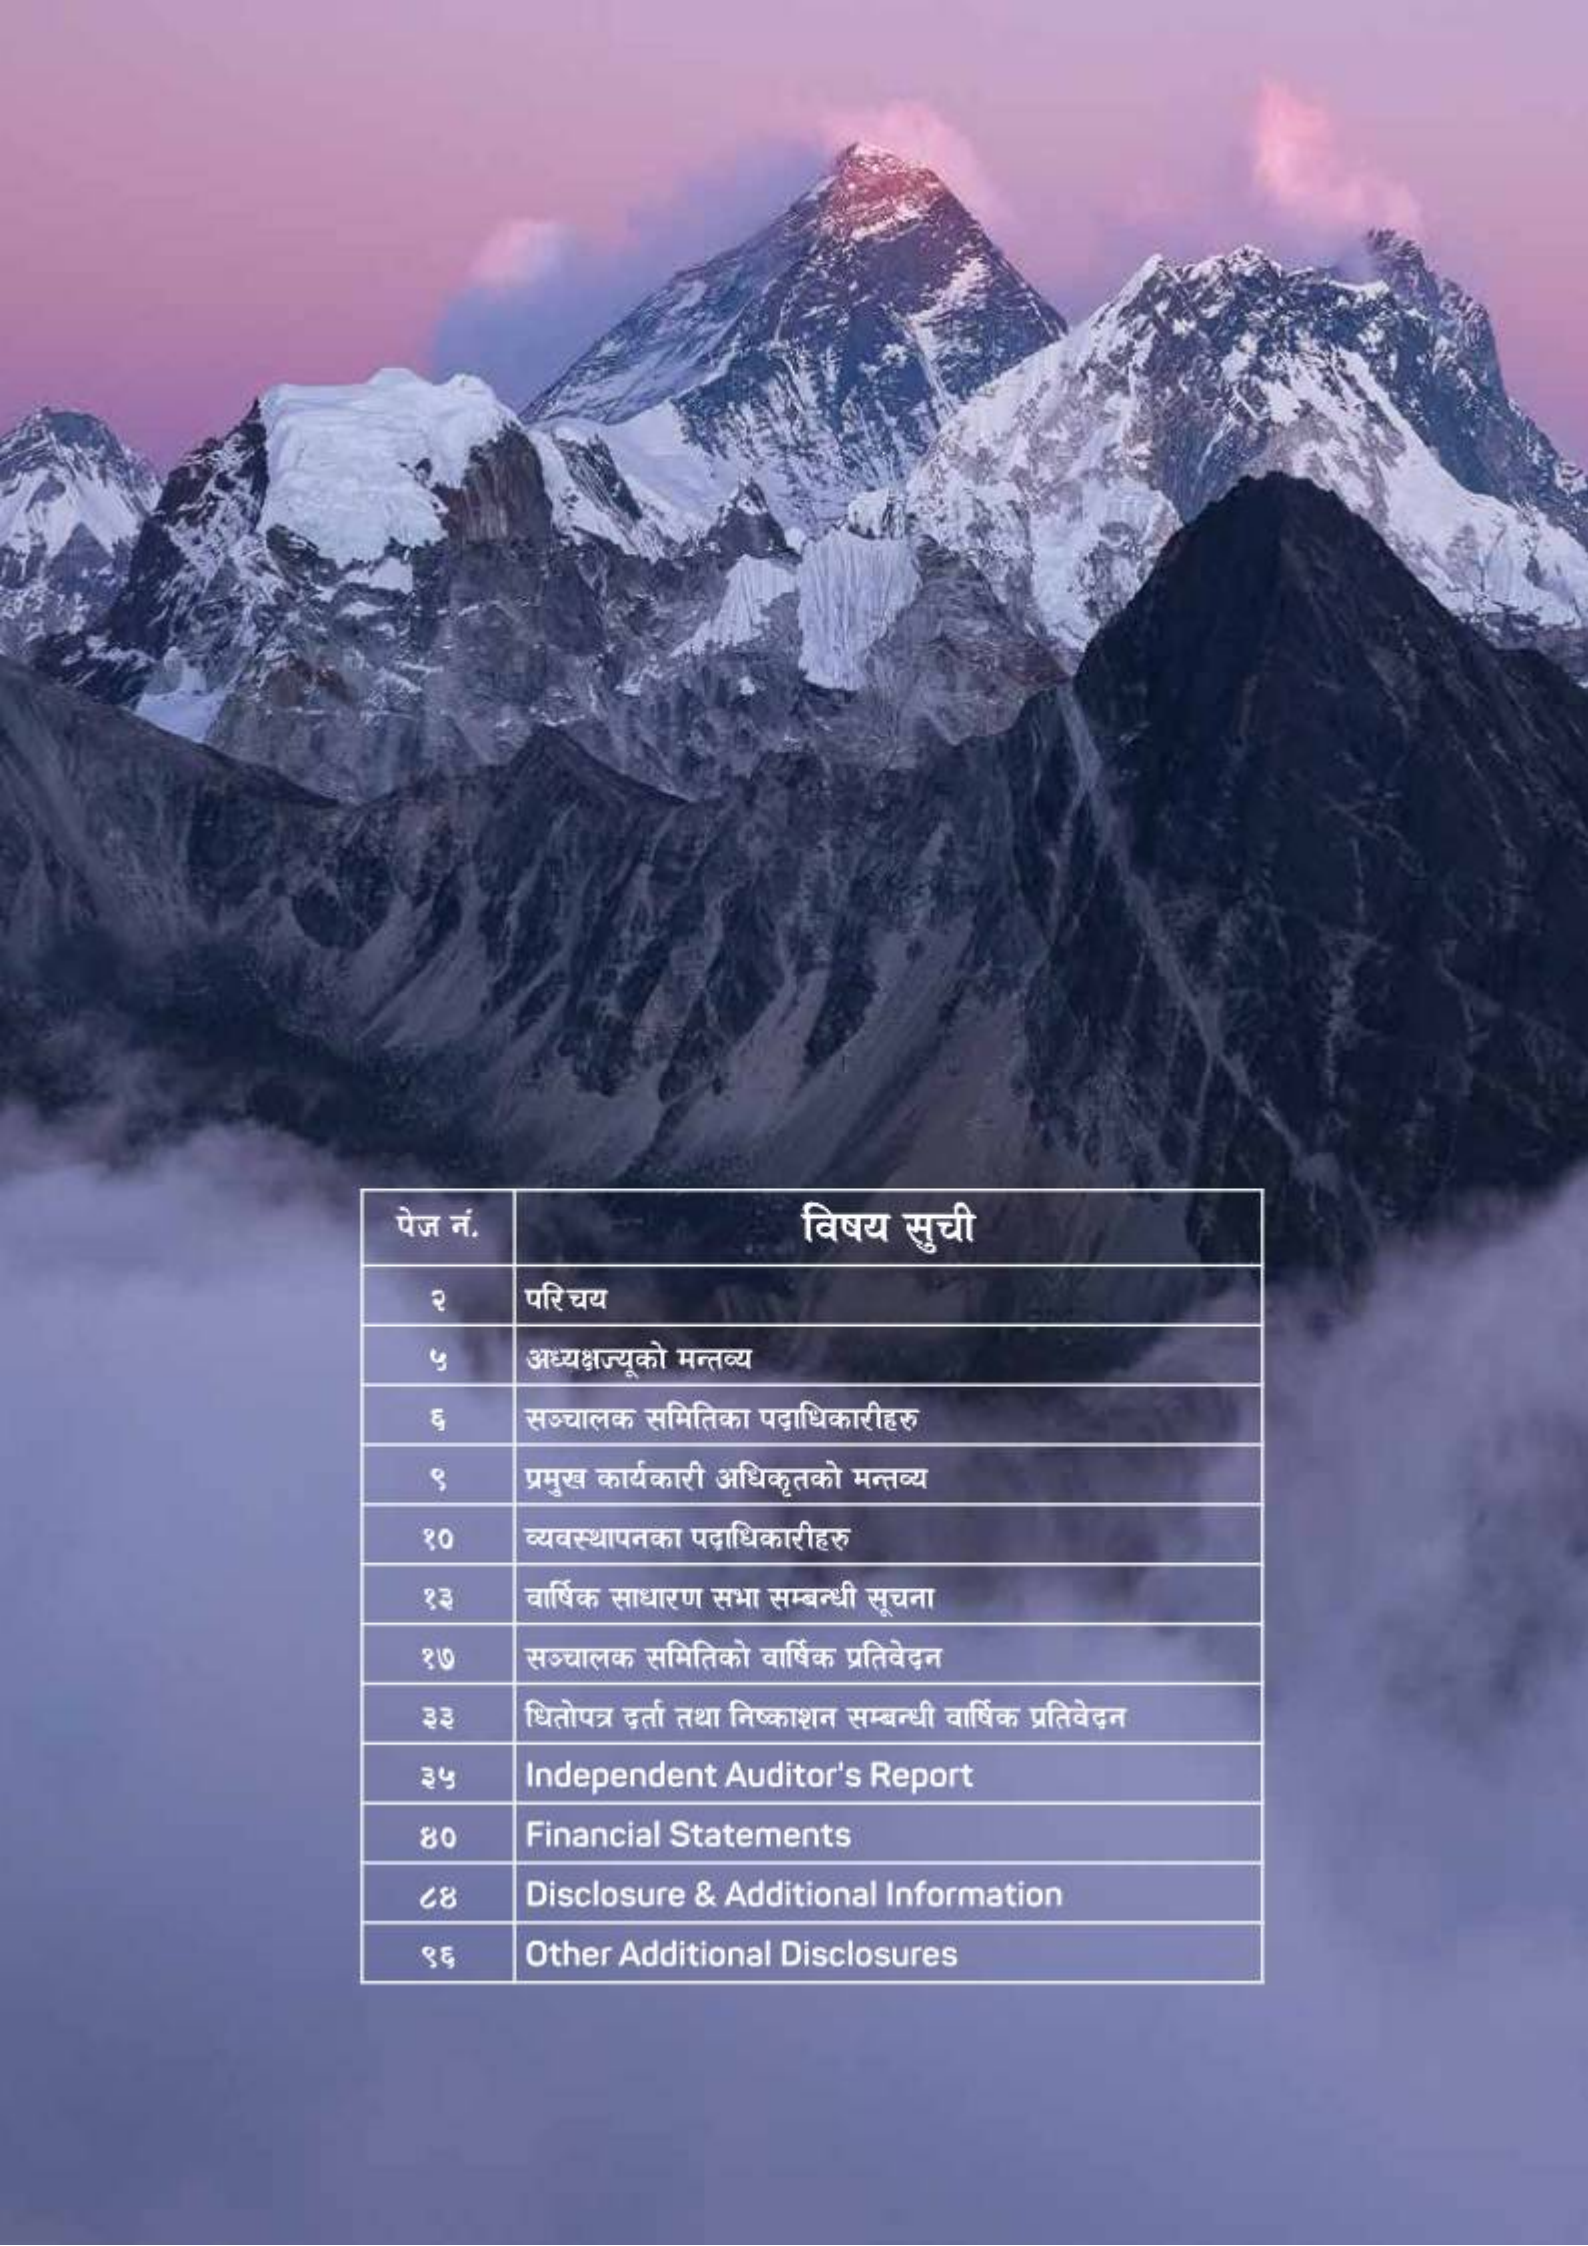 पेज नं. विषय सुची
२ परिचय
५ अध्यक्षज्यूको मन्तव्य
६ सञ्चालक समितिका पदाधिकारीहरु
९ प्रमुख कार्यकारी अधिकृतको मन्तव्य
१० व्यवस्थापनका पदाधिकारीहरु
१३ वार्षिक साधारण सभा सम्बन्धी सूचना
१७ सञ्चालक समितिको वार्षिक प्रतिवेदन
३३ धितोपत्र दर्ता तथा निष्काशन सम्बन्धी वार्षिक प्रतिवेदन
३५ Independent Auditor's Report
४० Financial Statements
८४ Disclosure & Additional Information
९६ Other Additional Disclosures